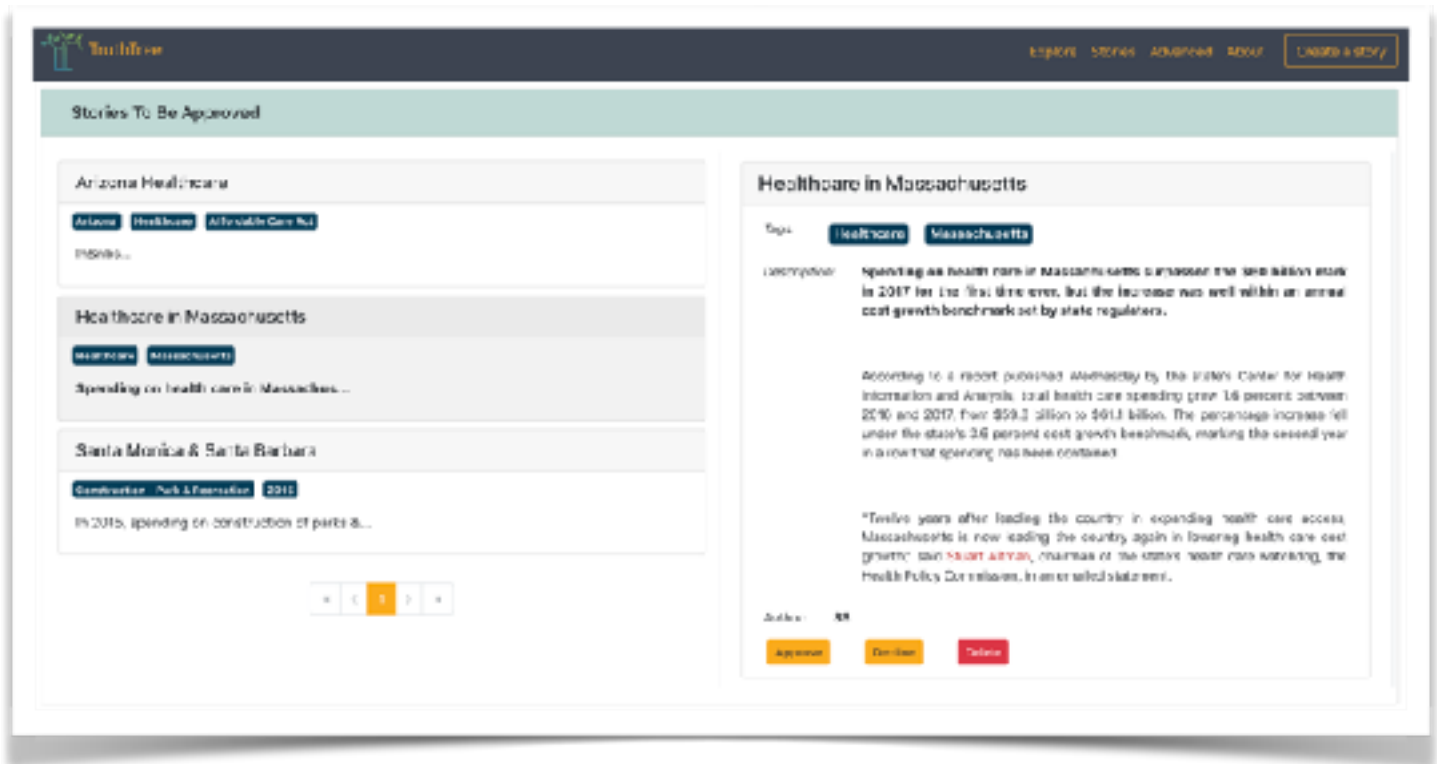 TruthTree
Explore Stories Advanced About Create a story
Stories To Be Approved
Arizona Healthcare
Arizona Healthcare Affordable Care Act
Healthcare in Massachusetts
Healthcare Massachusetts
Spending on health care in Massachus...
Santa Monica & Santa Barbara
Construction - Park & Recreation 2015
In 2015, spending on construction of parks &...
« ‹ 1 › »
Healthcare in Massachusetts
Tags: Healthcare Massachusetts
Description: Spending on health care in Massachusetts surpassed the billion mark
in 2017 for the first time ever, but the increase was well within an annual
cost growth benchmark set by state regulators.
According to a report published Wednesday by the state's Center for Health
Information and Analysis, total health care spending grew 1.6 percent between
2016 and 2017, from billion to $61.1 billion. The percentage increase fell
under the state's 3.6 percent cost growth benchmark, marking the second year
in a row that spending has been contained.
"Twelve years after leading the country in expanding health care access,
Massachusetts is now leading the country again in lowering health care cost
growth," said Stuart Altman, chairman of the state's health care watchdog, the
Health Policy Commission, in an emailed statement.
Author:
Approve Decline Delete